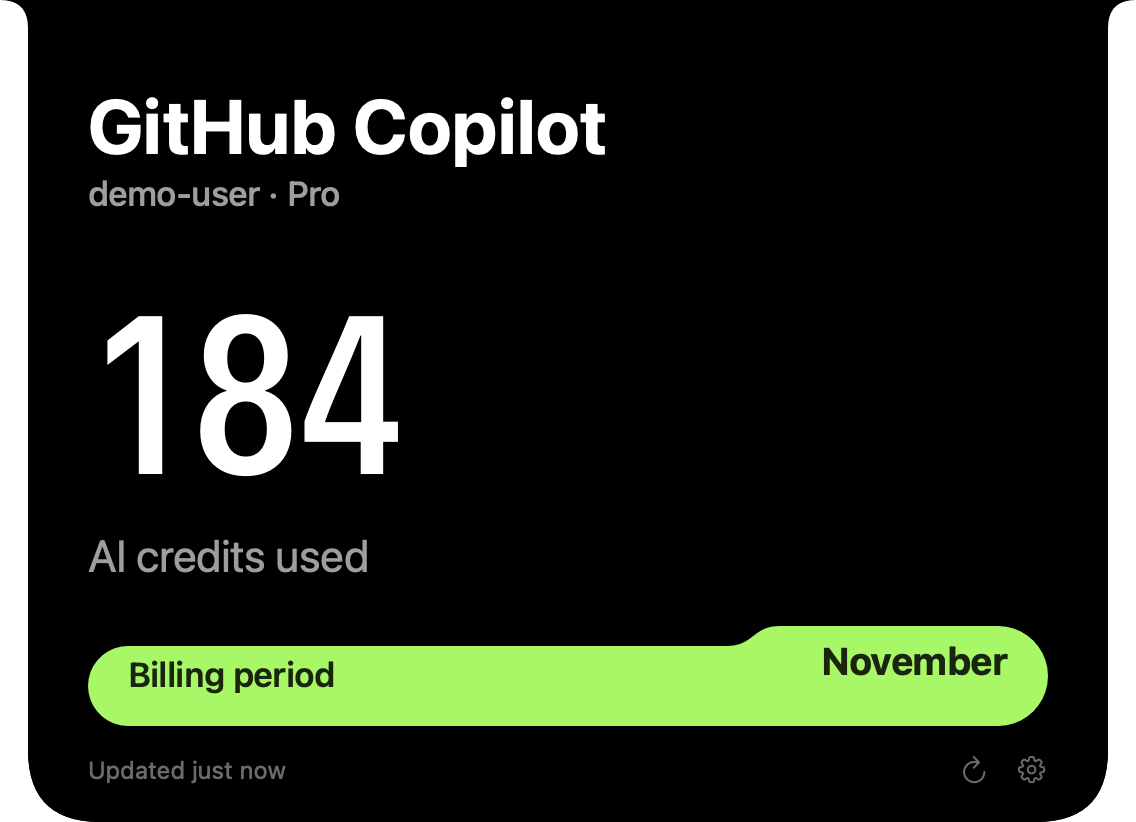 GitHub Copilot
demo-user · Pro
184
AI credits used
Billing period
November
Updated just now